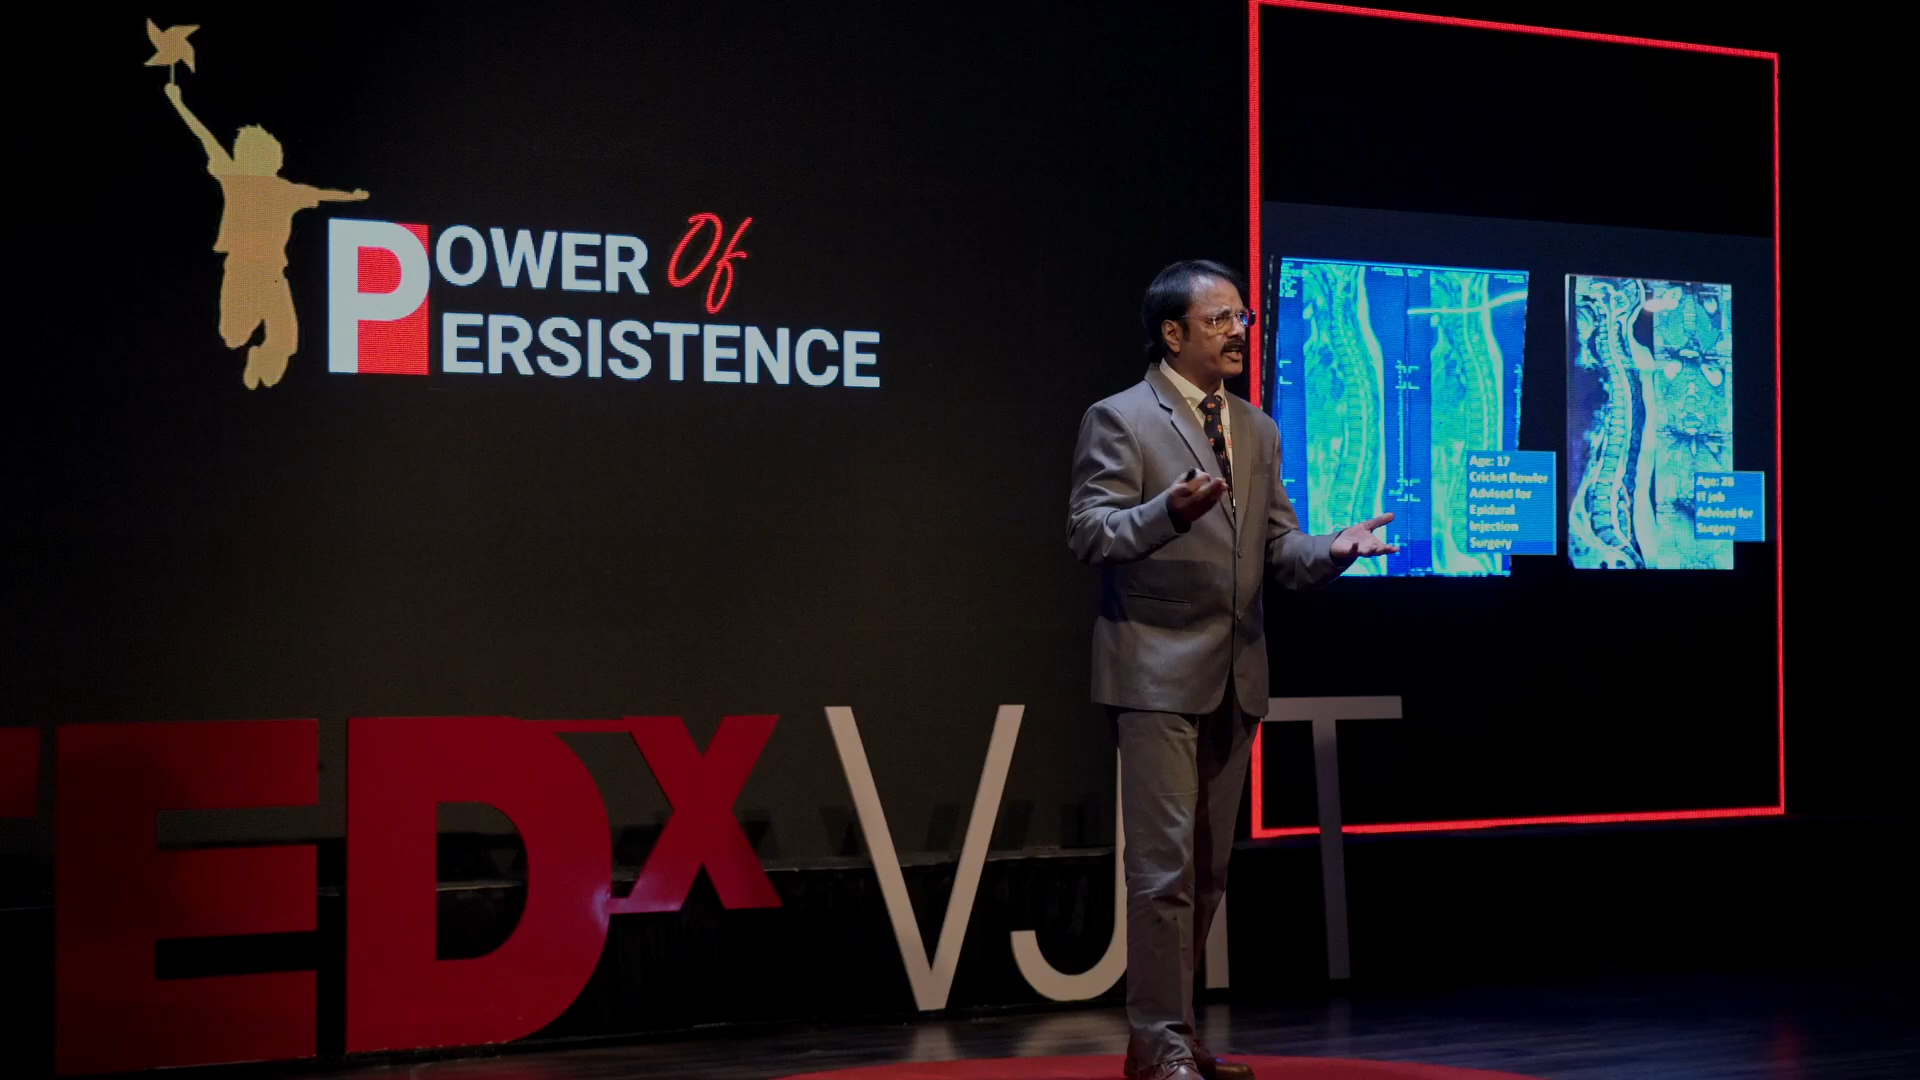 POWER Of
PERSISTENCE
Age: 17
Cricket Bowler
Advised for
Epidural
Injection
Surgery
Age: 28
IT job
Advised for
Surgery
TEDx VJIT